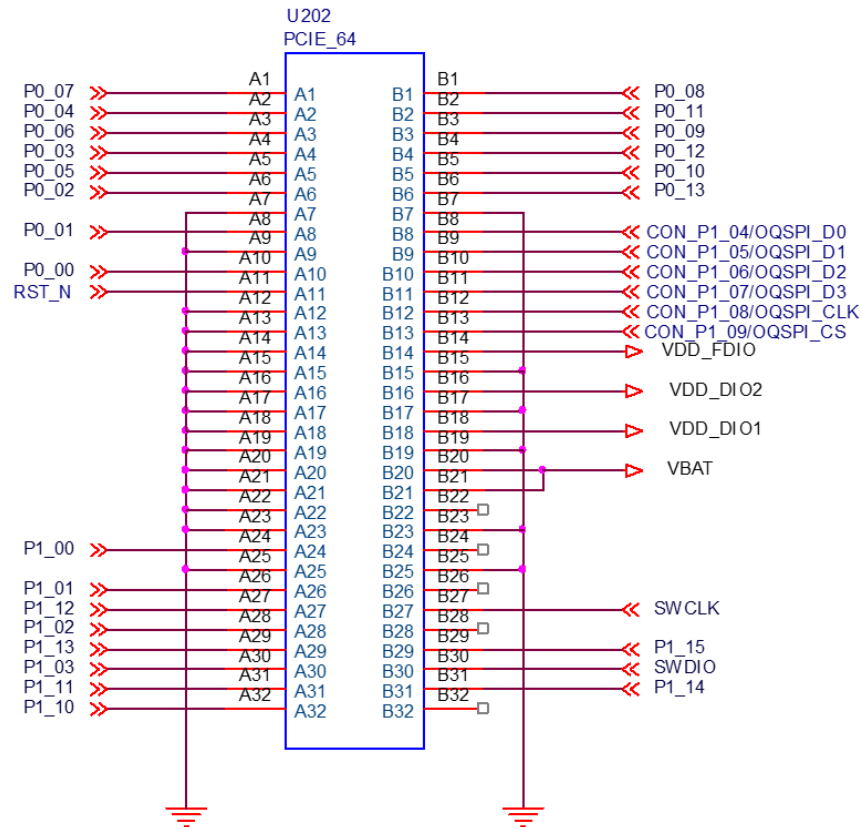 U202
PCIE_64
A1 B1
P0_07 A1 B1 P0_08
A2 B2
P0_04 A2 B2 P0_11
A3 B3
P0_06 A3 B3 P0_09
A4 B4
P0_03 A4 B4 P0_12
A5 B5
P0_05 A5 B5 P0_10
A6 B6
P0_02 A6 B6 P0_13
A7 B7
A7 B7
A8 B8
P0_01 A8 B8 CON_P1_04/OQSPI_D0
A9 B9
A9 B9 CON_P1_05/OQSPI_D1
A10 B10
P0_00 A10 B10 CON_P1_06/OQSPI_D2
A11 B11
RST_N A11 B11 CON_P1_07/OQSPI_D3
A12 B12
A12 B12 CON_P1_08/OQSPI_CLK
A13 B13
A13 B13 CON_P1_09/OQSPI_CS
A14 B14
A14 B14 VDD_FDIO
A15 B15
A15 B15
A16 B16
A16 B16 VDD_DIO2
A17 B17
A17 B17
A18 B18
A18 B18 VDD_DIO1
A19 B19
A19 B19
A20 B20
A20 B20 VBAT
A21 B21
A21 B21
A22 B22
A22 B22
A23 B23
A23 B23
A24 B24
P1_00 A24 B24
A25 B25
A25 B25
A26 B26
P1_01 A26 B26
A27 B27
P1_12 A27 B27 SWCLK
A28 B28
P1_02 A28 B28
A29 B29
P1_13 A29 B29 P1_15
A30 B30
P1_03 A30 B30 SWDIO
A31 B31
P1_11 A31 B31 P1_14
A32 B32
P1_10 A32 B32